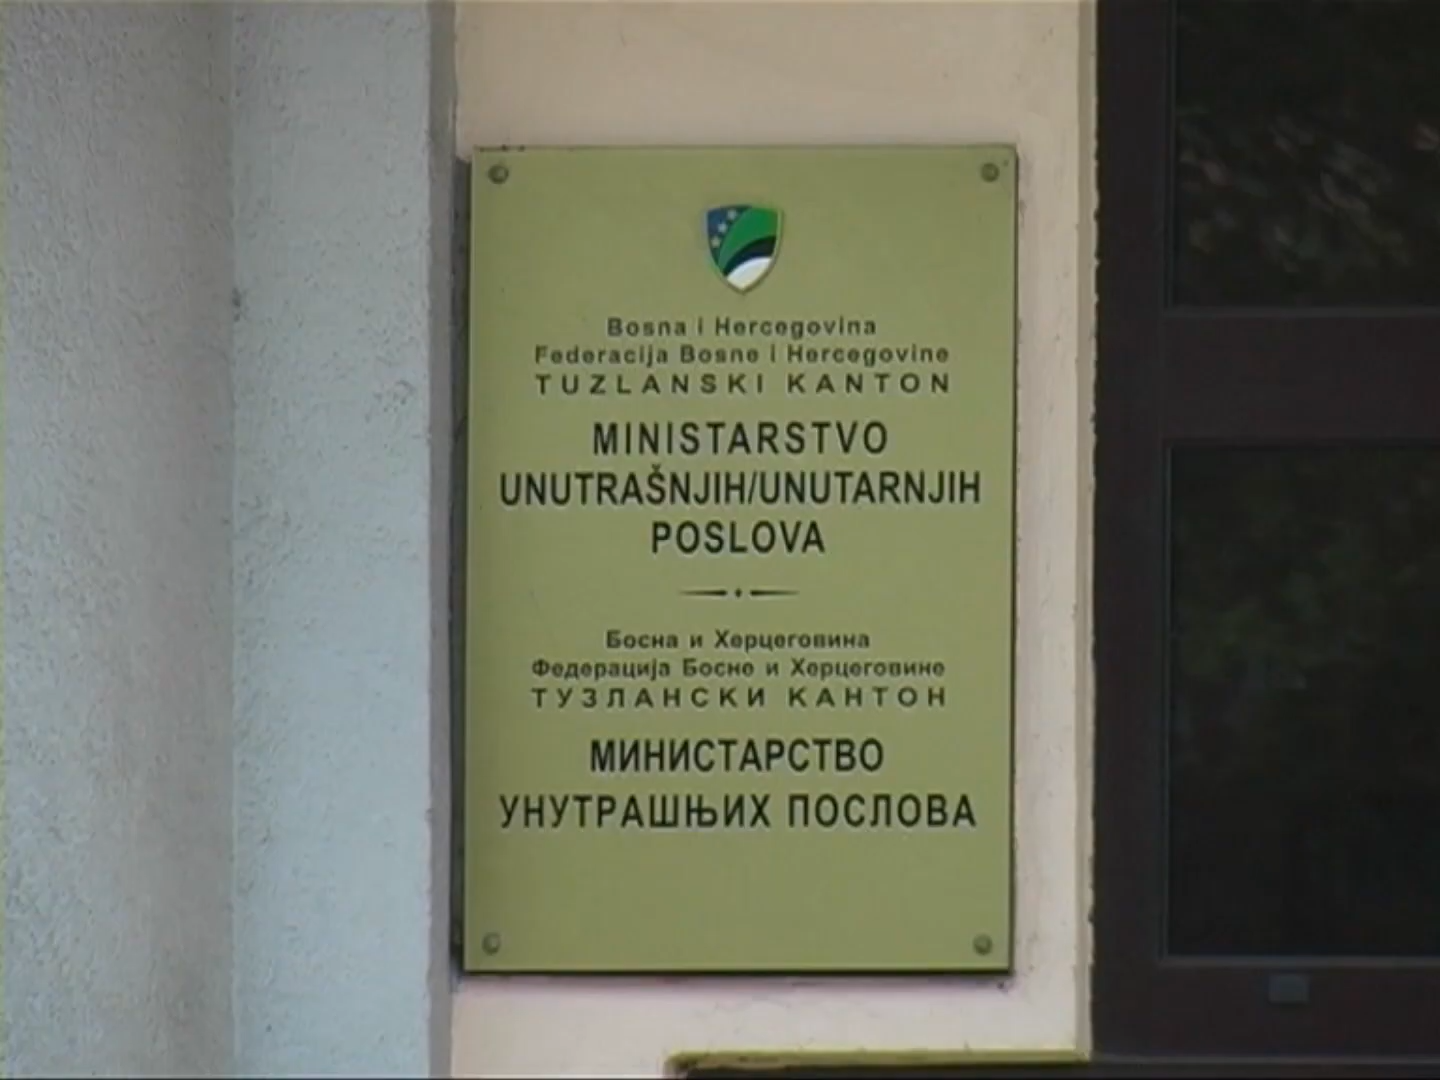 Bosna i Hercegovina
Federacija Bosne i Hercegovine
TUZLANSKI KANTON
MINISTARSTVO
UNUTRAŠNJIH/UNUTARNJIH
POSLOVA
Босна и Херцеговина
Федерација Босне и Херцеговине
ТУЗЛАНСКИ КАНТОН
МИНИСТАРСТВО
УНУТРАШЊИХ ПОСЛОВА